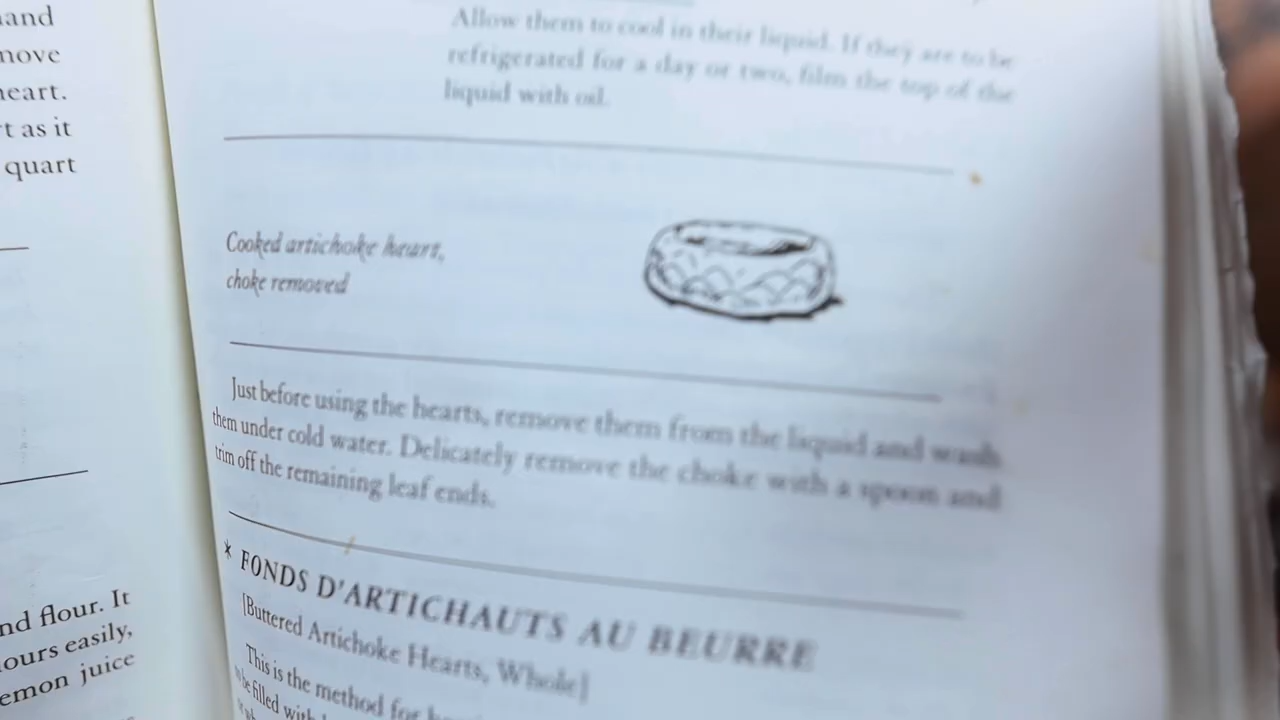 and
move
heart.
t as it
quart
nd flour. It
ours easily,
emon juice
Allow them to cool in their liquid. If they are to be
refrigerated for a day or two, film the top of the
liquid with oil.
Cooked artichoke heart,
choke removed
Just before using the hearts, remove them from the liquid and wash
them under cold water. Delicately remove the choke with a spoon and
trim off the remaining leaf ends.
* FONDS D'ARTICHAUTS AU BEURRE
[Buttered Artichoke Hearts, Whole]
This is the method for
be filled with